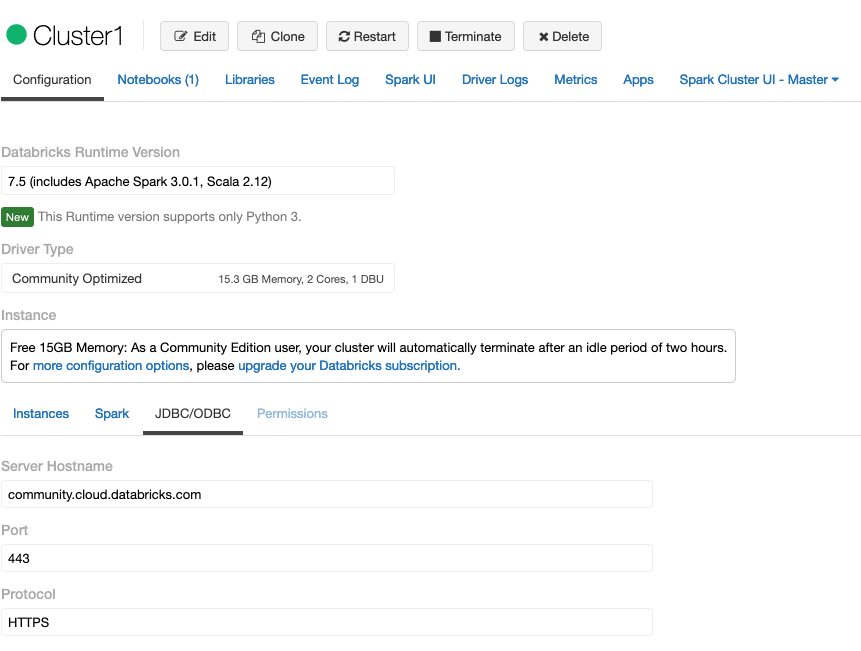 Cluster1
Edit Clone Restart Terminate Delete
Configuration Notebooks (1) Libraries Event Log Spark UI Driver Logs Metrics Apps Spark Cluster UI - Master
Databricks Runtime Version
7.5 (includes Apache Spark 3.0.1, Scala 2.12)
New This Runtime version supports only Python 3.
Driver Type
Community Optimized 15.3 GB Memory, 2 Cores, 1 DBU
Instance
Free 15GB Memory: As a Community Edition user, your cluster will automatically terminate after an idle period of two hours.
For more configuration options, please upgrade your Databricks subscription.
Instances Spark JDBC/ODBC Permissions
Server Hostname
community.cloud.databricks.com
Port
443
Protocol
HTTPS